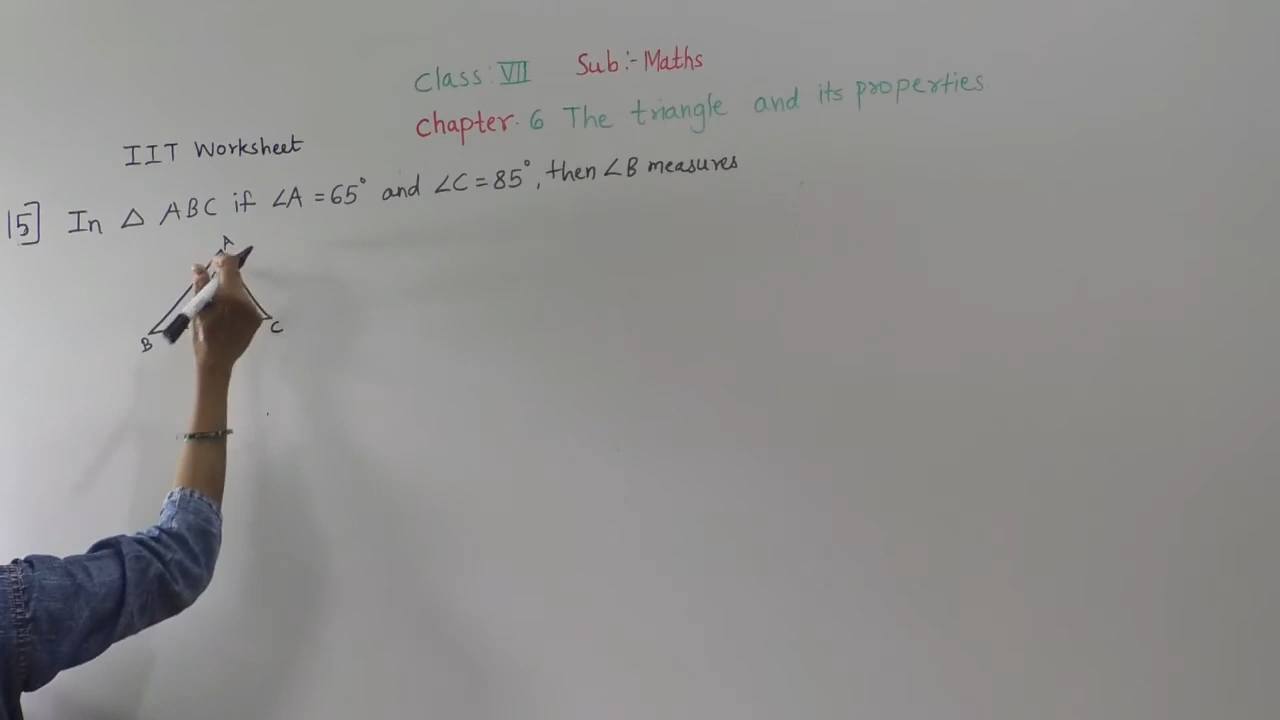 Class: VII Sub:- Maths
Chapter. 6 The triangle and its properties
IIT Worksheet
15] In △ ABC if ∠A = 65° and ∠C = 85°, then ∠B measures
A
B
C